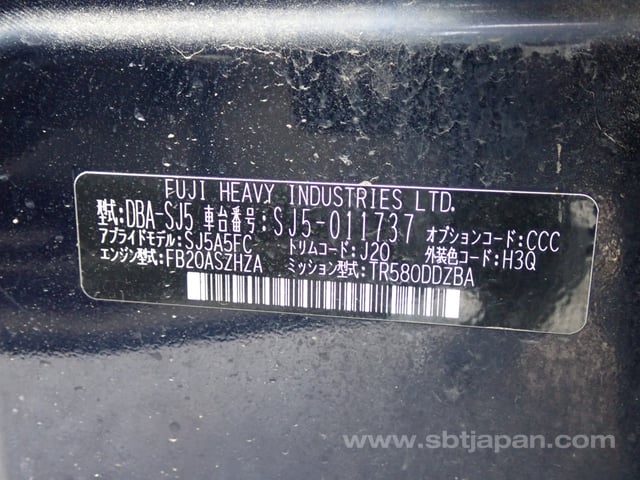 FUJI HEAVY INDUSTRIES LTD.
型式:DBA-SJ5 車台番号:SJ5-011737 オプションコード:CCC
アプライドモデル:SJ5A5FC トリムコード:J20 外装色コード:H3Q
エンジン型式:FB20ASZHZA ミッション型式:TR580DDZBA
www.sbtjapan.com